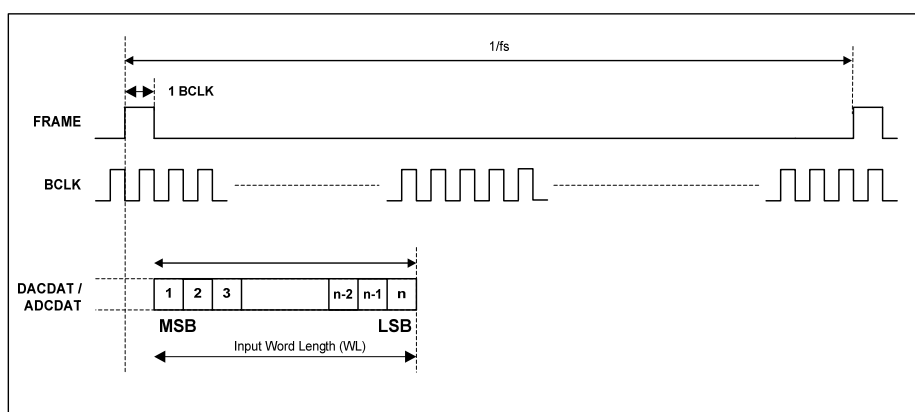 1/fs
1 BCLK
FRAME
BCLK
DACDAT /
ADCDAT
1 2 3 n-2 n-1 n
MSB LSB
Input Word Length (WL)